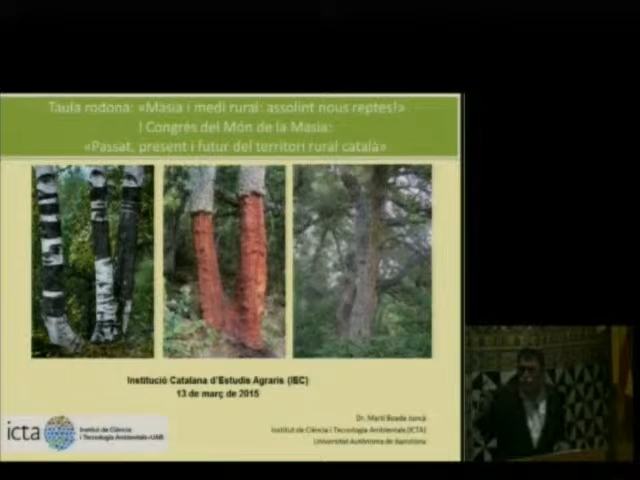 Taula rodona: «Masia i medi rural: assolint nous reptes!»
I Congrés del Món de la Masia:
«Passat, present i futur del territori rural català»
Institució Catalana d'Estudis Agraris (IEC)
13 de març de 2015
Dr. Martí Boada Juncà
Institut de Ciència i Tecnologia Ambientals (ICTA)
Universitat Autònoma de Barcelona
icta
Institut de Ciència
i Tecnologia Ambientals•UAB